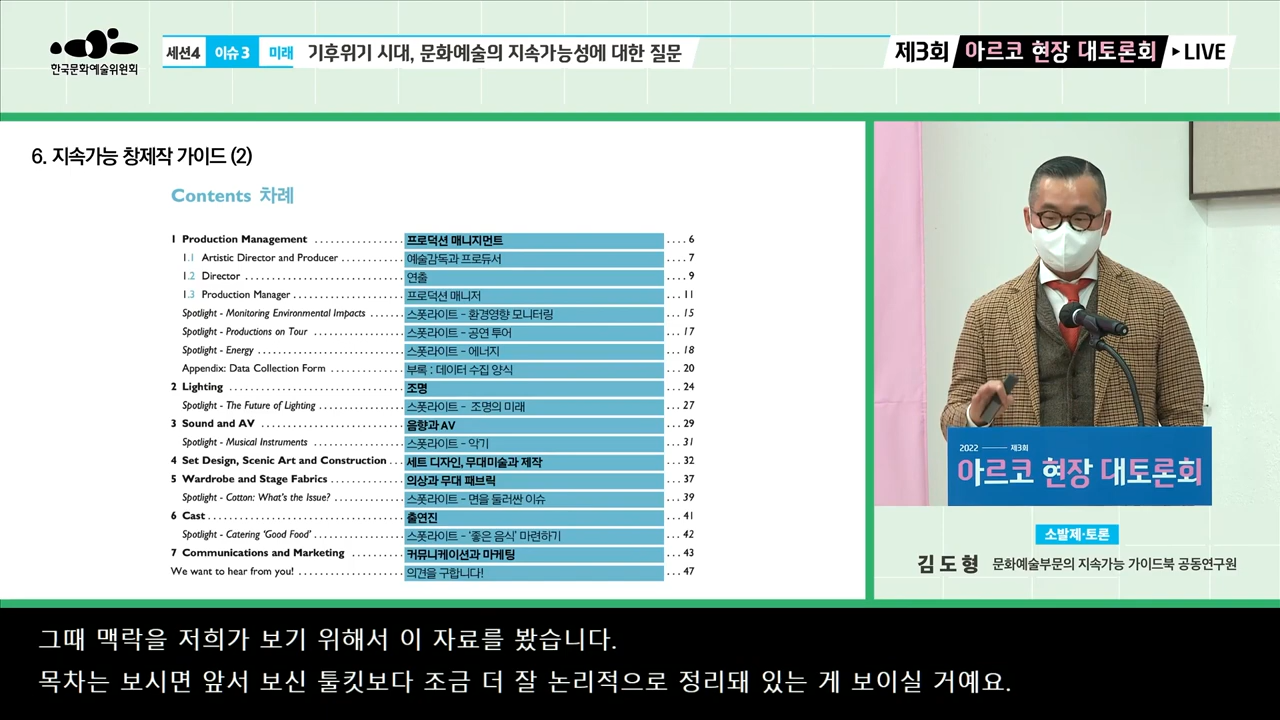 한국문화예술위원회
세션4 이슈 3 미래 기후위기 시대, 문화예술의 지속가능성에 대한 질문
제3회 아르코 현장 대토론회 ▸LIVE
6. 지속가능 창제작 가이드 (2)
Contents 차례
1 Production Management ................. 프로덕션 매니지먼트 .... 6
1.1 Artistic Director and Producer ............ 예술감독과 프로듀서 .... 7
1.2 Director .............................. 연출 .... 9
1.3 Production Manager ..................... 프로덕션 매니저 ... 11
Spotlight - Monitoring Environmental Impacts ....... 스폿라이트 - 환경영향 모니터링 ... 15
Spotlight - Productions on Tour .............. 스폿라이트 - 공연 투어 ... 17
Spotlight - Energy ............................ 스폿라이트 - 에너지 ... 18
Appendix: Data Collection Form .............. 부록 : 데이터 수집 양식 ... 20
2 Lighting ................................. 조명 ... 24
Spotlight - The Future of Lighting ................. 스폿라이트 - 조명의 미래 ... 27
3 Sound and AV ........................... 음향과 AV ... 29
Spotlight - Musical Instruments .................. 스폿라이트 - 악기 ... 31
4 Set Design, Scenic Art and Construction ... 세트 디자인, 무대미술과 제작 ... 32
5 Wardrobe and Stage Fabrics .............. 의상과 무대 패브릭 ... 37
Spotlight - Cotton: What's the Issue? ............. 스폿라이트 - 면을 둘러싼 이슈 ... 39
6 Cast ..................................... 출연진 ... 41
Spotlight - Catering 'Good Food' ................. 스폿라이트 - '좋은 음식' 마련하기 ... 42
7 Communications and Marketing .......... 커뮤니케이션과 마케팅 ... 43
We want to hear from you! .................... 의견을 구합니다! ... 47
2022 제3회
아르코 현장 대토론회
소발제·토론
김도형 문화예술부문의 지속가능 가이드북 공동연구원
그때 맥락을 저희가 보기 위해서 이 자료를 봤습니다.
목차는 보시면 앞서 보신 툴킷보다 조금 더 잘 논리적으로 정리돼 있는 게 보이실 거예요.